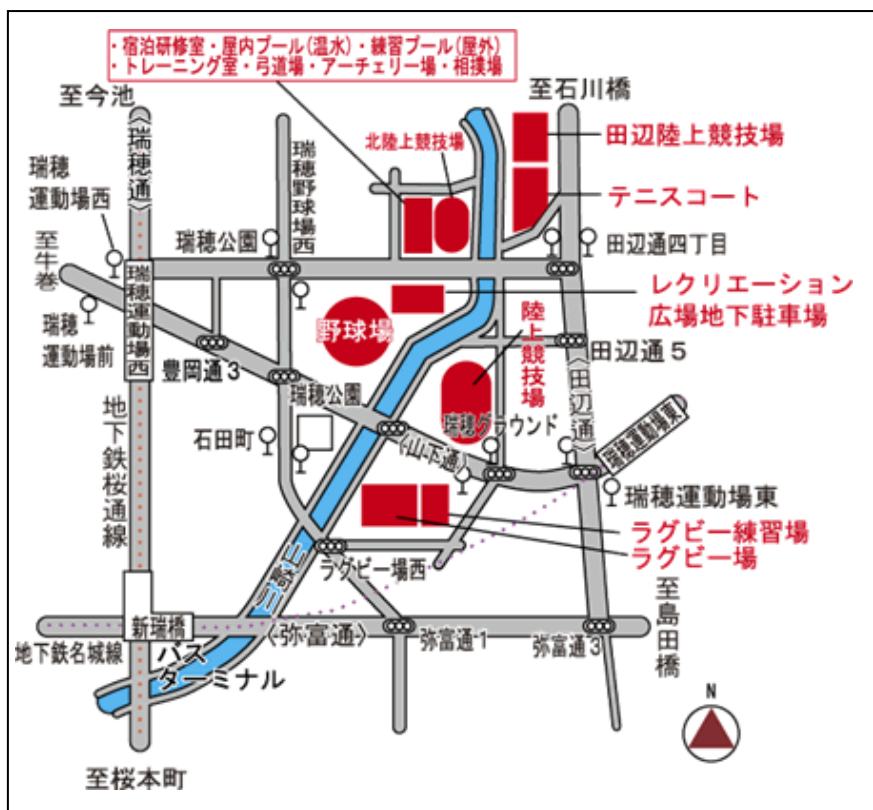 ・宿泊研修室・屋内プール(温水)・練習プール(屋外)
・トレーニング室・弓道場・アーチェリー場・相撲場
至今池
至石川橋
〈瑞穂通〉
瑞穂野球場西
北陸上競技場
田辺陸上競技場
瑞穂
運動場西
テニスコート
瑞穂公園
田辺通四丁目
至牛巻
瑞穂運動場西
レクリエーション
広場地下駐車場
瑞穂
運動場前
野球場
陸上競技場
豊岡通3
田辺通5
瑞穂公園
〈田辺通〉
地下鉄桜通線
石田町
瑞穂グラウンド
〈山下通〉
瑞穂運動場東
瑞穂運動場東
ラグビー練習場
ラグビー場
ラグビー場西
山崎川
至島田橋
新瑞橋
〈弥富通〉
弥富通1
弥富通3
地下鉄名城線
バス
ターミナル
至桜本町
N